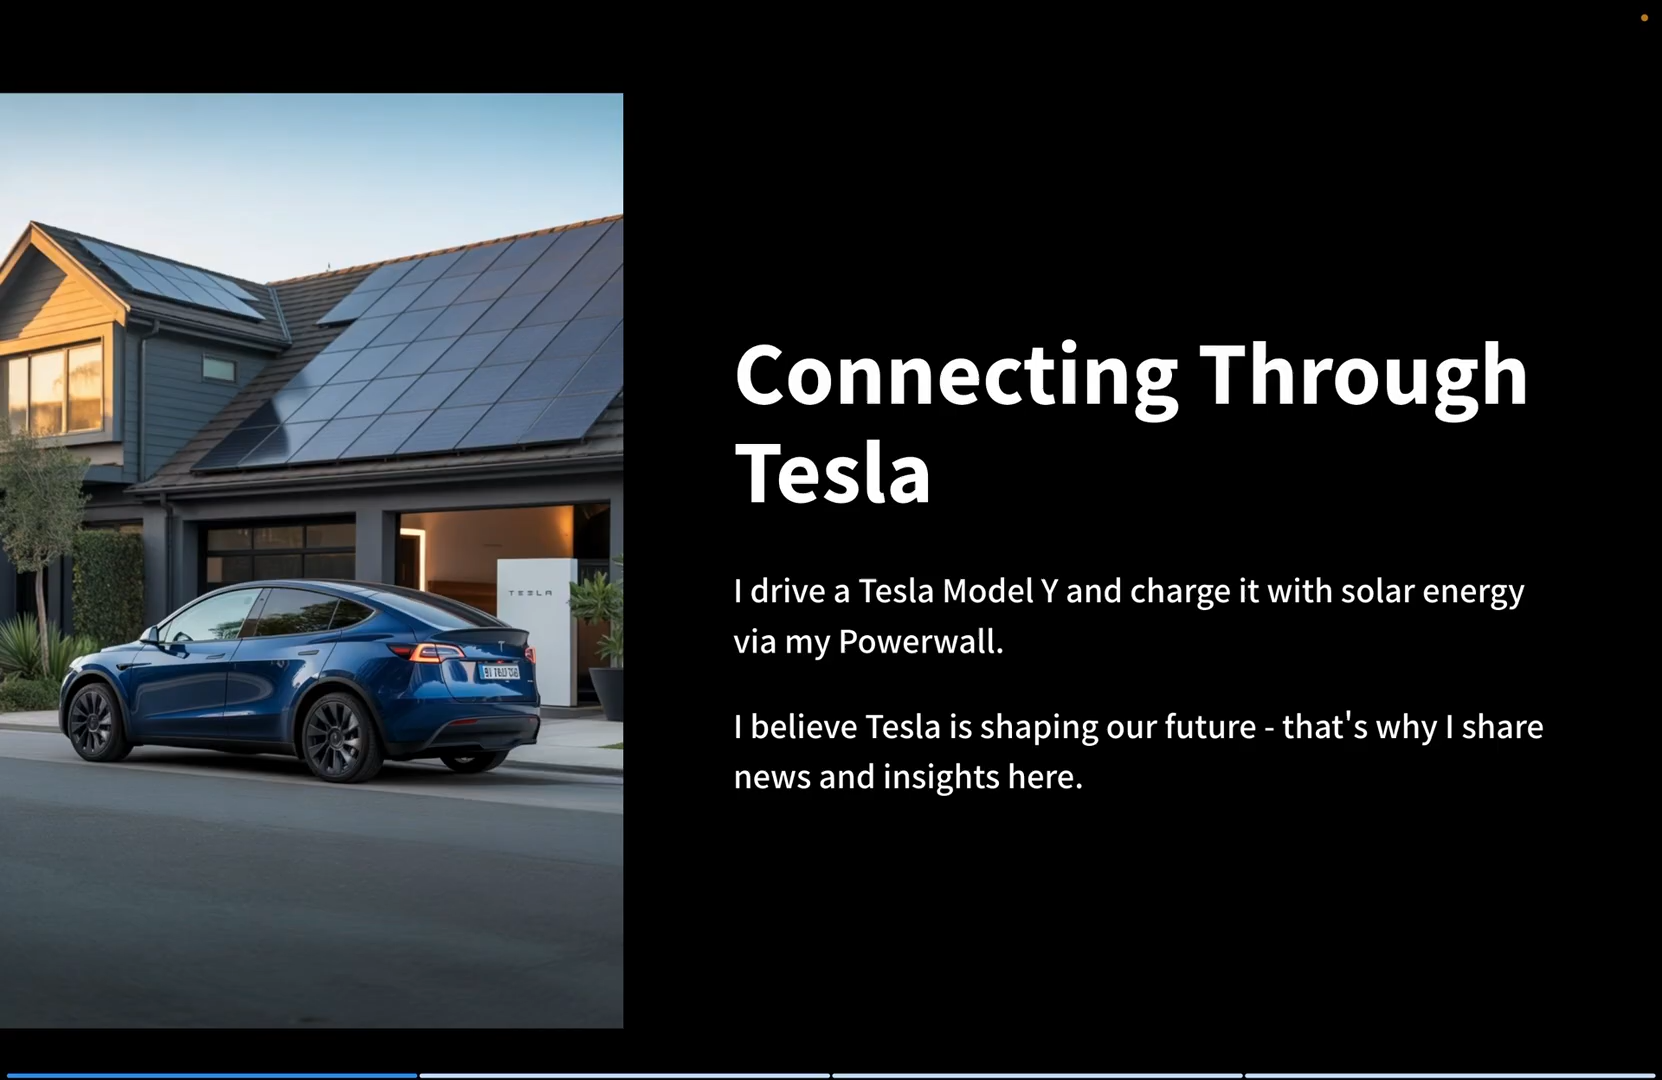 Connecting Through
Tesla
I drive a Tesla Model Y and charge it with solar energy
via my Powerwall.
I believe Tesla is shaping our future - that's why I share
news and insights here.
TESLA